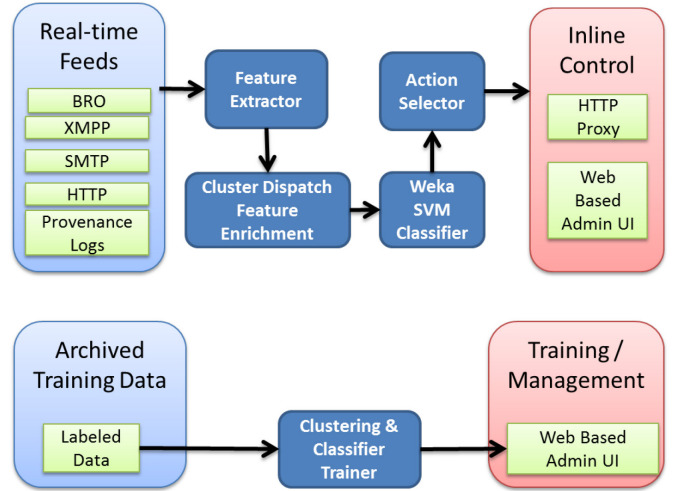 Real-time
Feeds
BRO
XMPP
SMTP
HTTP
Provenance
Logs
Feature
Extractor
Cluster Dispatch
Feature
Enrichment
Action
Selector
Weka
SVM
Classifier
Inline
Control
HTTP
Proxy
Web
Based
Admin UI
Archived
Training Data
Labeled
Data
Clustering &
Classifier
Trainer
Training /
Management
Web Based
Admin UI